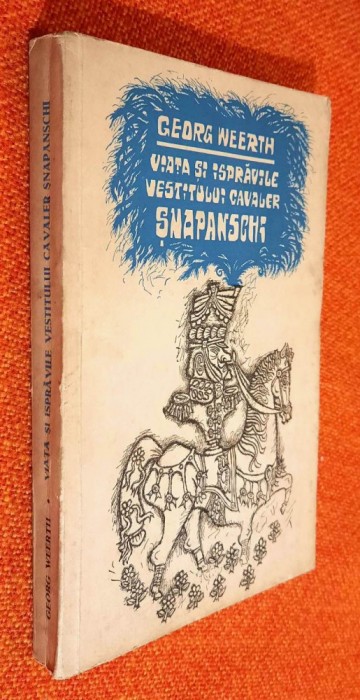 GEORG WEERTH
VIAȚA ȘI ISPRĂVILE
VESTITULUI CAVALER
ȘNAPANSCHI
GEORG WEERTH • VIAȚA ȘI ISPRĂVILE VESTITULUI CAVALER ȘNAPANSCHI